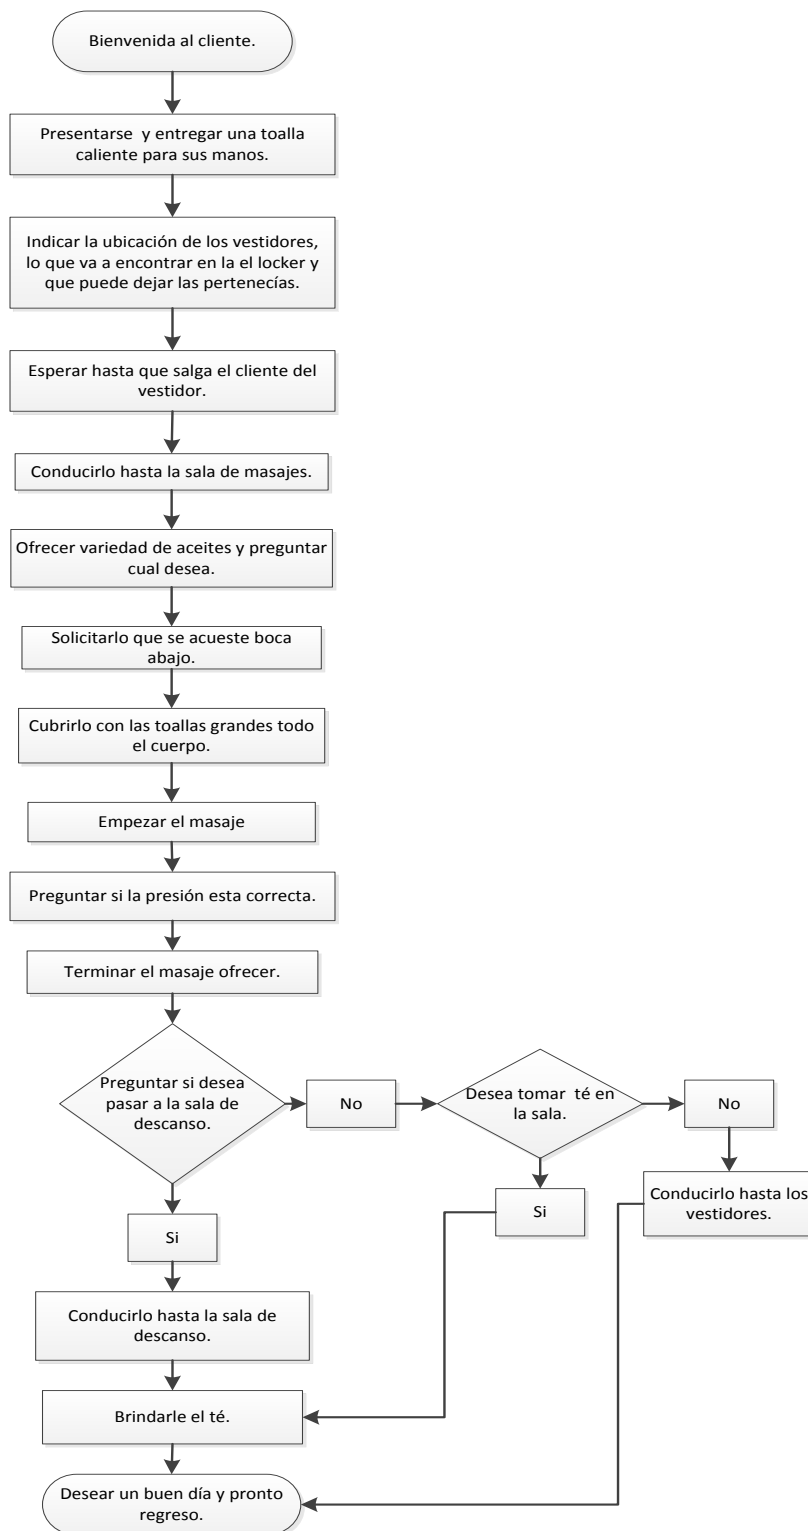 Bienvenida al cliente.
Presentarse y entregar una toalla
caliente para sus manos.
Indicar la ubicación de los vestidores,
lo que va a encontrar en la el locker y
que puede dejar las pertenecías.
Esperar hasta que salga el cliente del
vestidor.
Conducirlo hasta la sala de masajes.
Ofrecer variedad de aceites y preguntar
cual desea.
Solicitarlo que se acueste boca
abajo.
Cubrirlo con las toallas grandes todo
el cuerpo.
Empezar el masaje
Preguntar si la presión esta correcta.
Terminar el masaje ofrecer.
Preguntar si desea
pasar a la sala de
descanso.
No
Desea tomar té en
la sala.
No
Si
Conducirlo hasta los
vestidores.
Si
Conducirlo hasta la sala de
descanso.
Brindarle el té.
Desear un buen día y pronto
regreso.